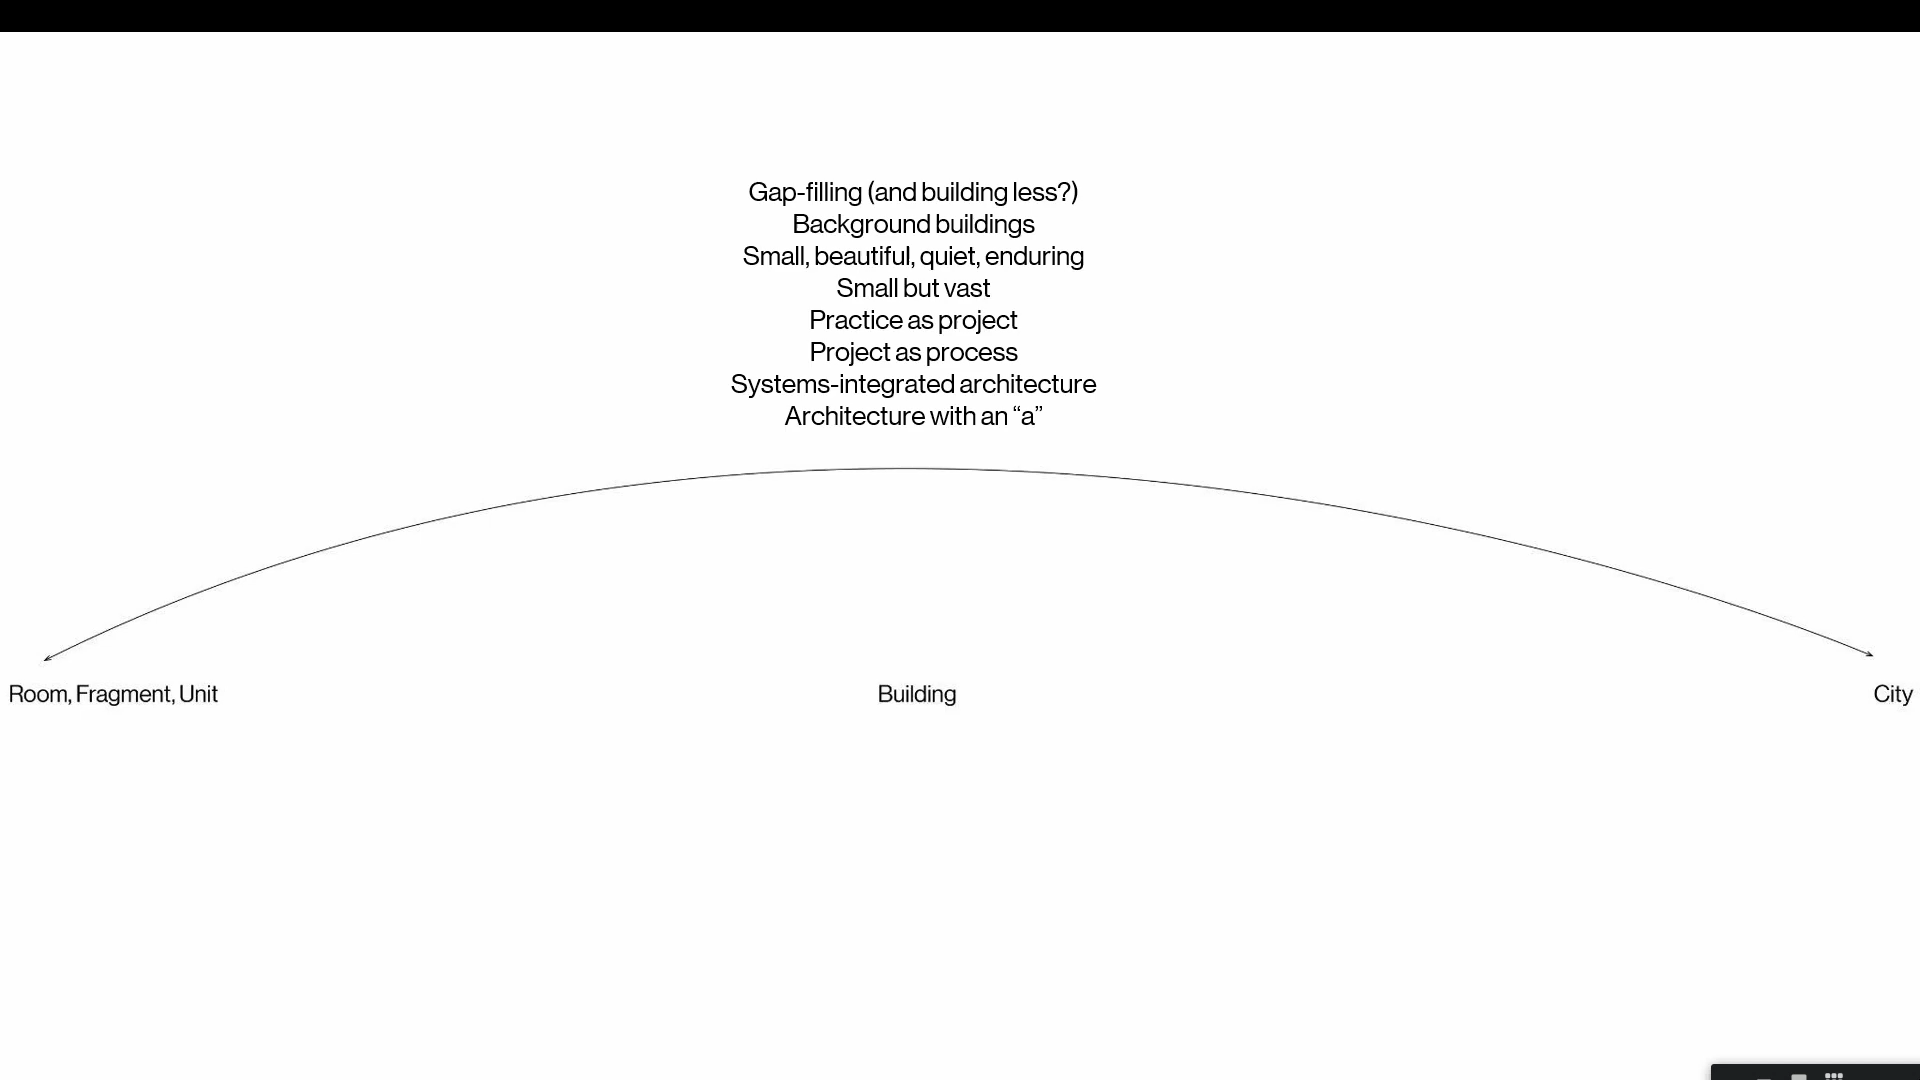 Gap-filling (and building less?)
Background buildings
Small, beautiful, quiet, enduring
Small but vast
Practice as project
Project as process
Systems-integrated architecture
Architecture with an “a”
Room, Fragment, Unit
Building
City